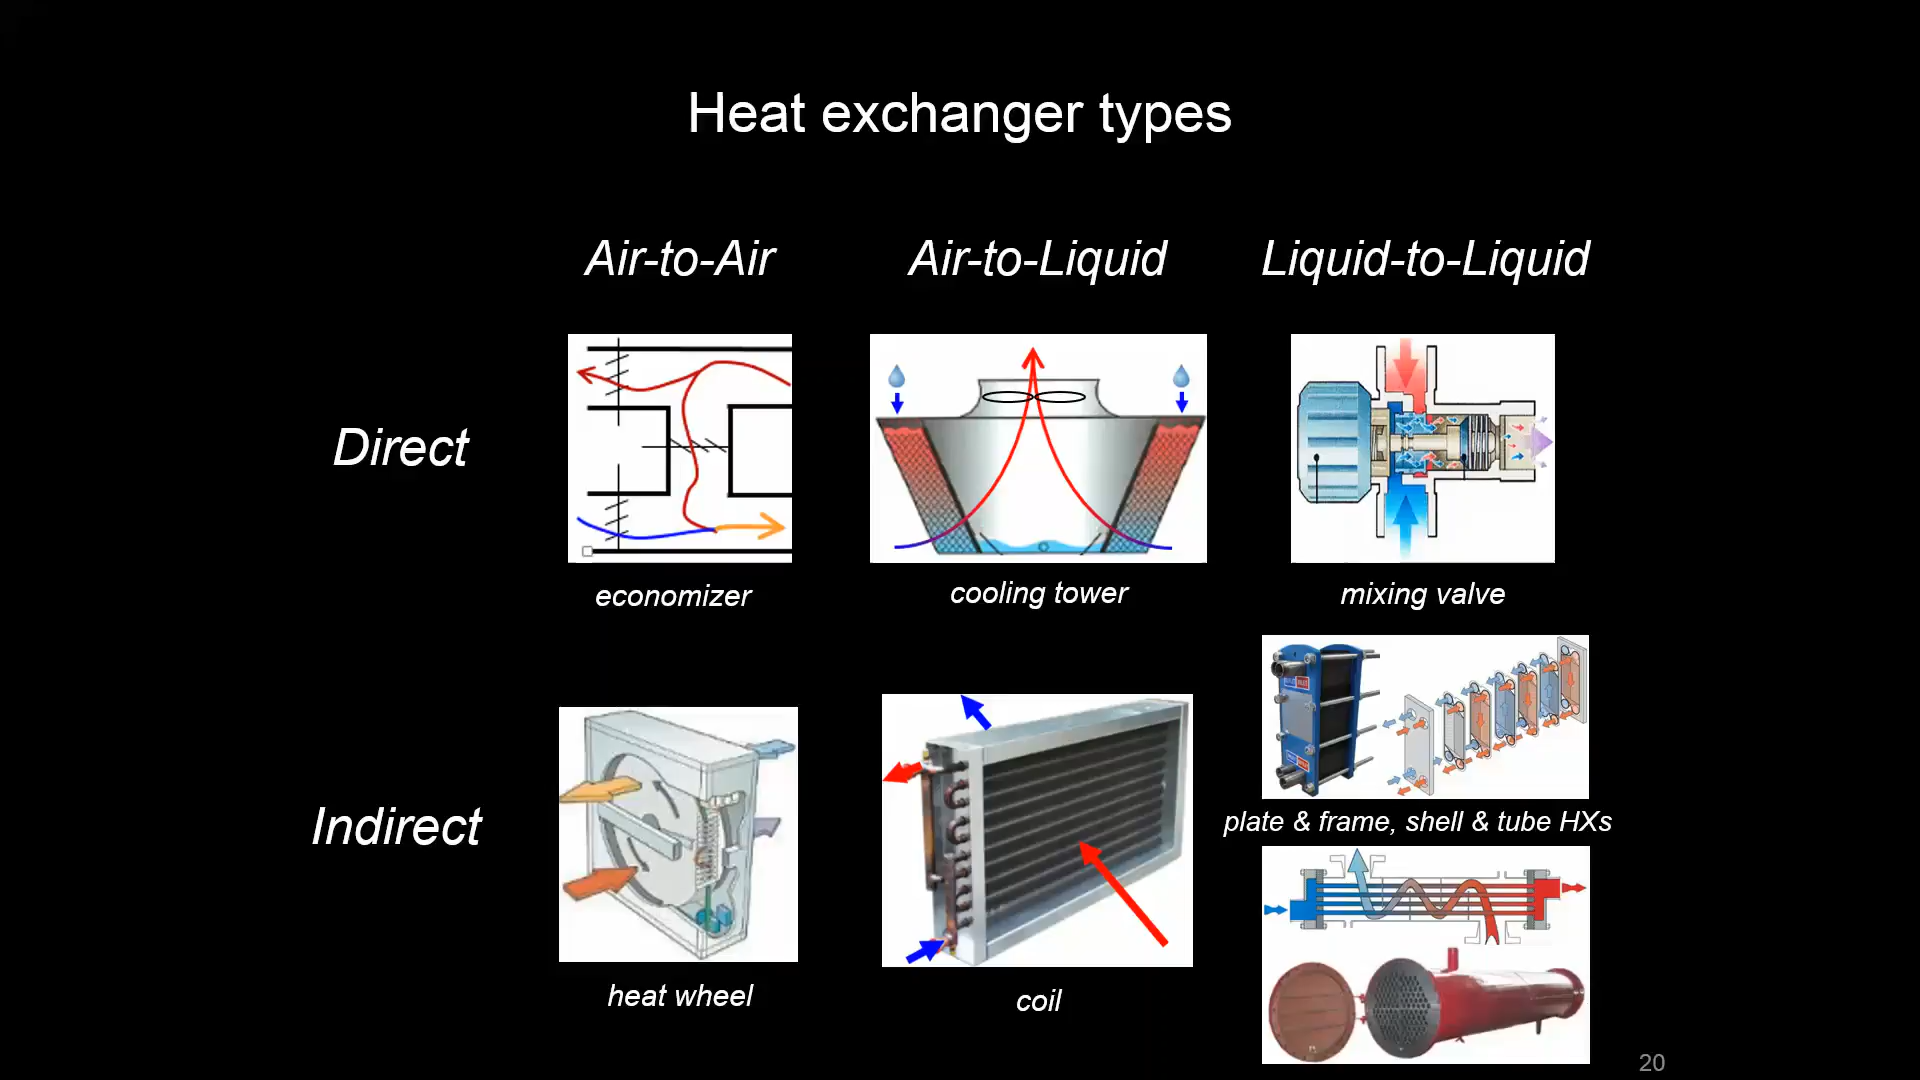 Heat exchanger types
Air-to-Air
Air-to-Liquid
Liquid-to-Liquid
Direct
economizer
cooling tower
mixing valve
Indirect
plate & frame, shell & tube HXs
heat wheel
coil
20